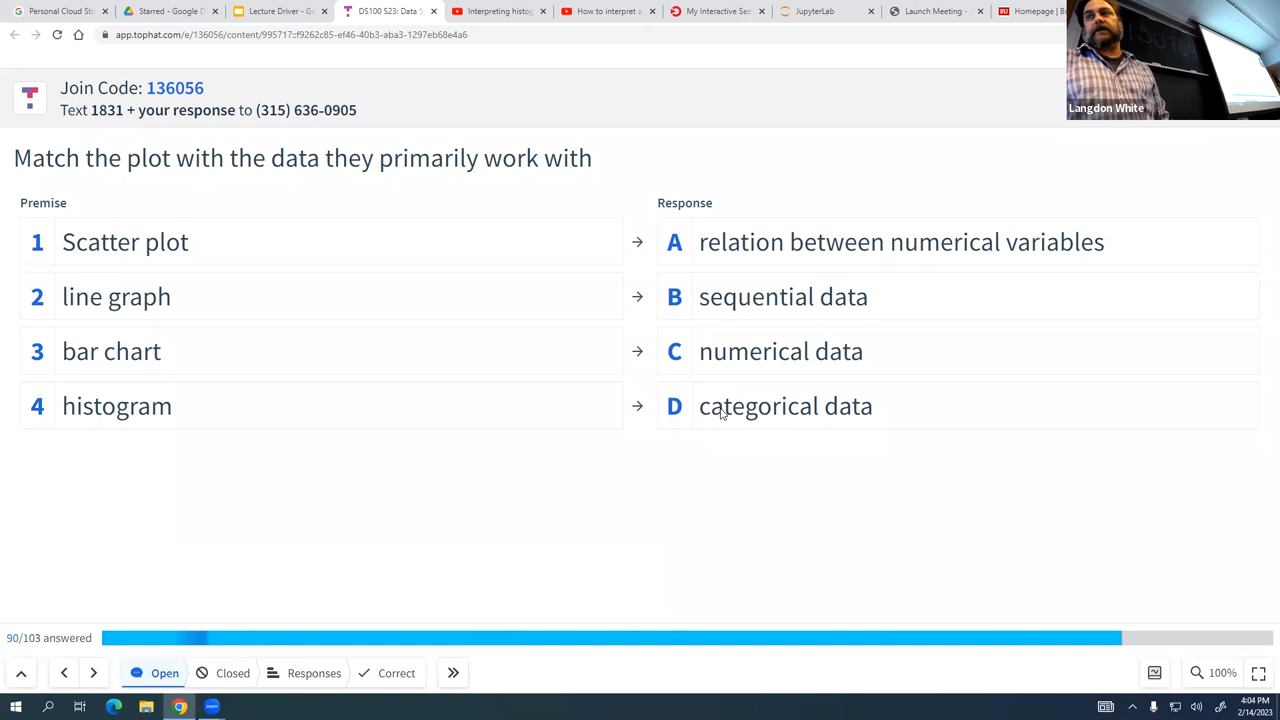 Personal Cloud Sto
Starred - Google D
Lecture Driver - Go
DS100 S23: Data S
Interpreting histog
How to interpret a
My Interactive Se
JupyterLab
Launch Meeting -
Homepage | Bo
app.tophat.com/e/136056/content/995717::f9262c85-ef46-40b3-aba3-1297eb68e4a6
Join Code: 136056
Text 1831 + your response to (315) 636-0905
Langdon White
Match the plot with the data they primarily work with
Premise
Response
1 Scatter plot → A relation between numerical variables
2 line graph → B sequential data
3 bar chart → C numerical data
4 histogram → D categorical data
90/103 answered
Open
Closed
Responses
Correct
100%
4:04 PM
2/14/2023